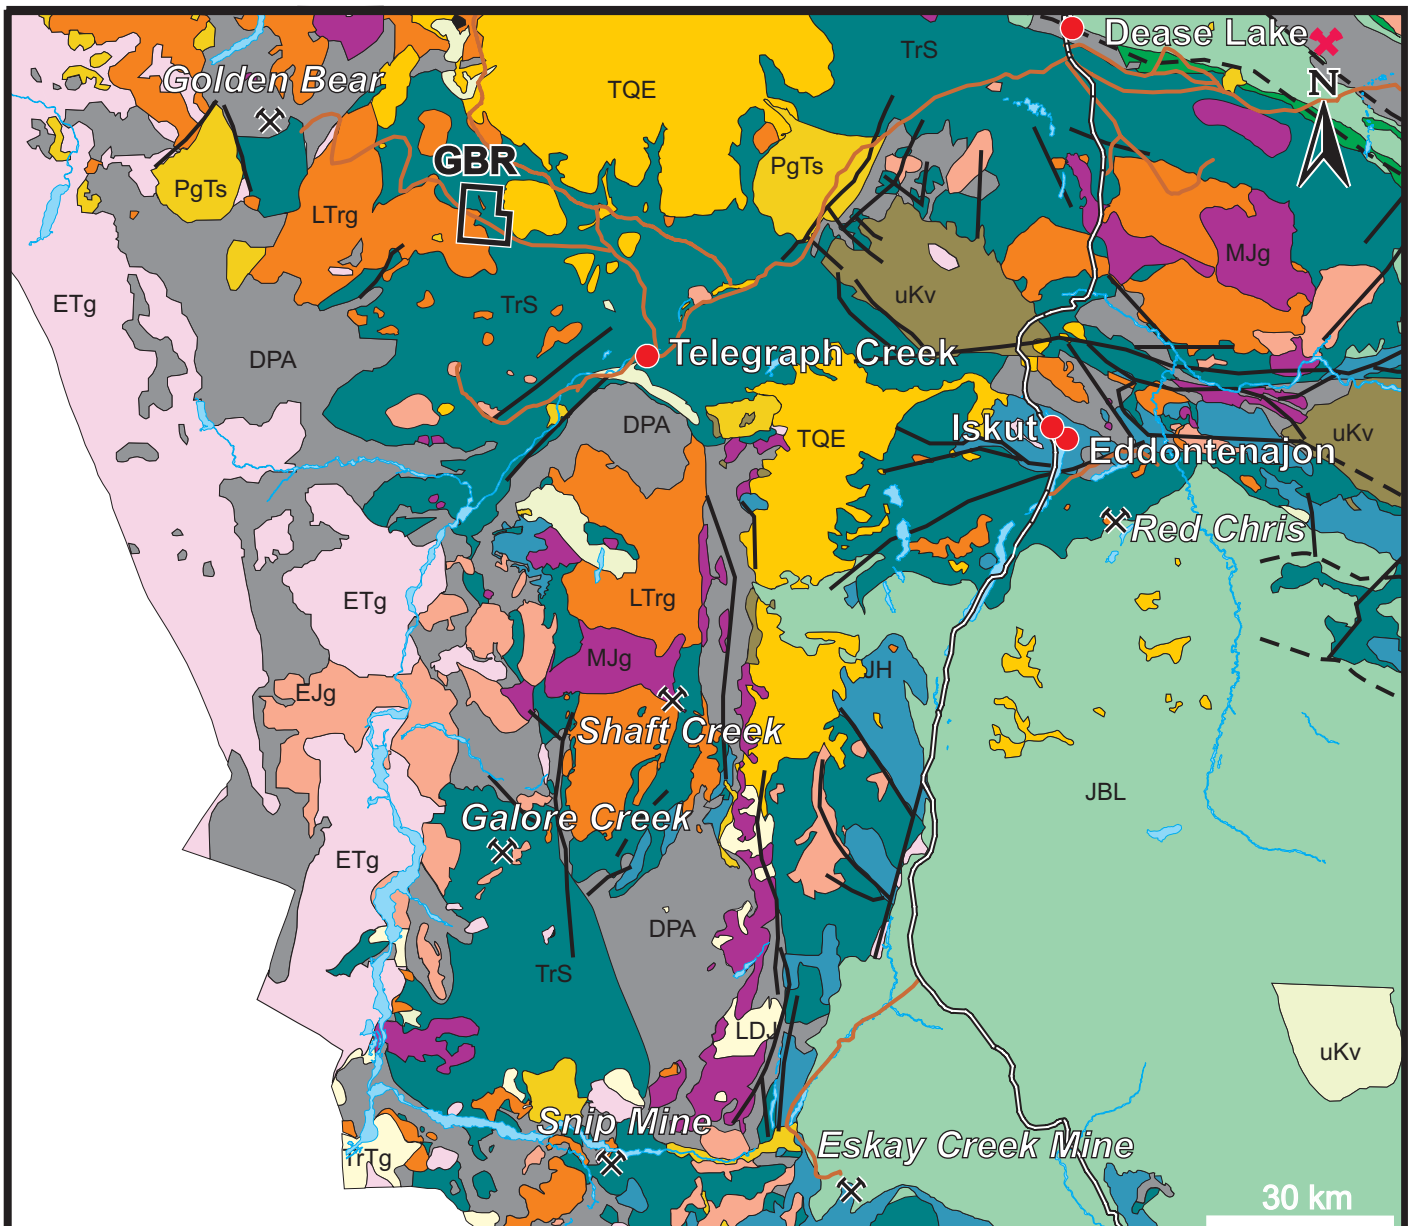 Dease Lake
TrS
Golden Bear
TQE
N
GBR
PgTs
PgTs
LTrg
MJg
ETg
uKv
TrS
DPA
Telegraph Creek
DPA
TQE
Iskut
uKv
Eddontenajon
Red Chris
ETg
LTrg
MJg
JH
EJg
Shaft Creek
JBL
Galore Creek
ETg
DPA
TrS
LDJ
uKv
Snip Mine
Eskay Creek Mine
rTg
30 km